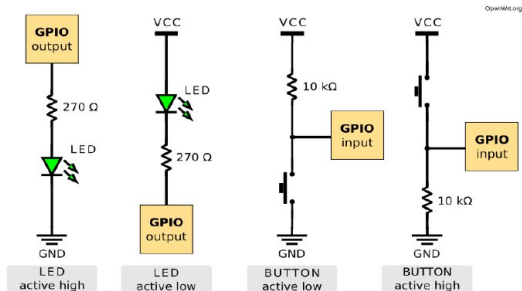 OpenWrt.org
GPIO
output
270 Ω
LED
GND
LED
active high
VCC
LED
270 Ω
GPIO
output
LED
active low
VCC
10 kΩ
GPIO
input
GND
BUTTON
active low
VCC
GPIO
input
10 kΩ
GND
BUTTON
active high